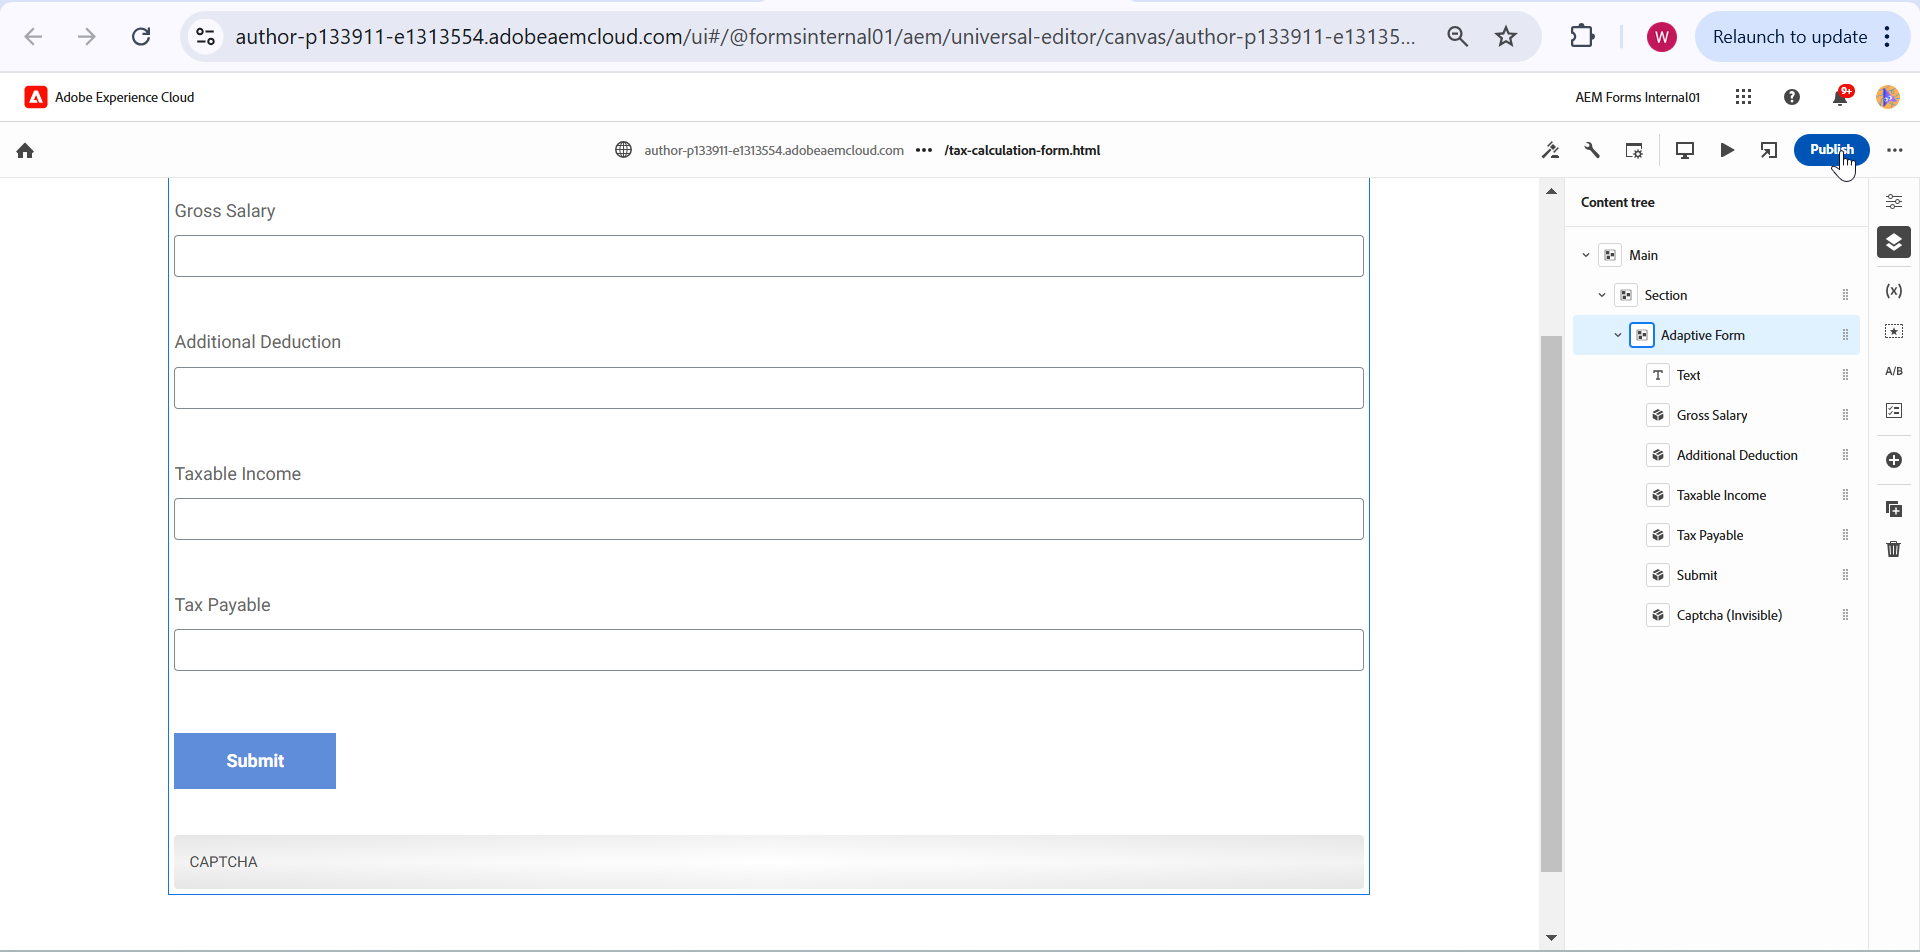 author-p133911-e1313554.adobeaemcloud.com/ui#/@formsinternal01/aem/universal-editor/canvas/author-p133911-e13135...
W
Relaunch to update
Adobe Experience Cloud
AEM Forms Internal01
9+
author-p133911-e1313554.adobeaemcloud.com
/tax-calculation-form.html
Publish
Gross Salary
Additional Deduction
Taxable Income
Tax Payable
Submit
CAPTCHA
Content tree
Main
Section
Adaptive Form
T Text
Gross Salary
Additional Deduction
Taxable Income
Tax Payable
Submit
Captcha (Invisible)
(x)
A/B